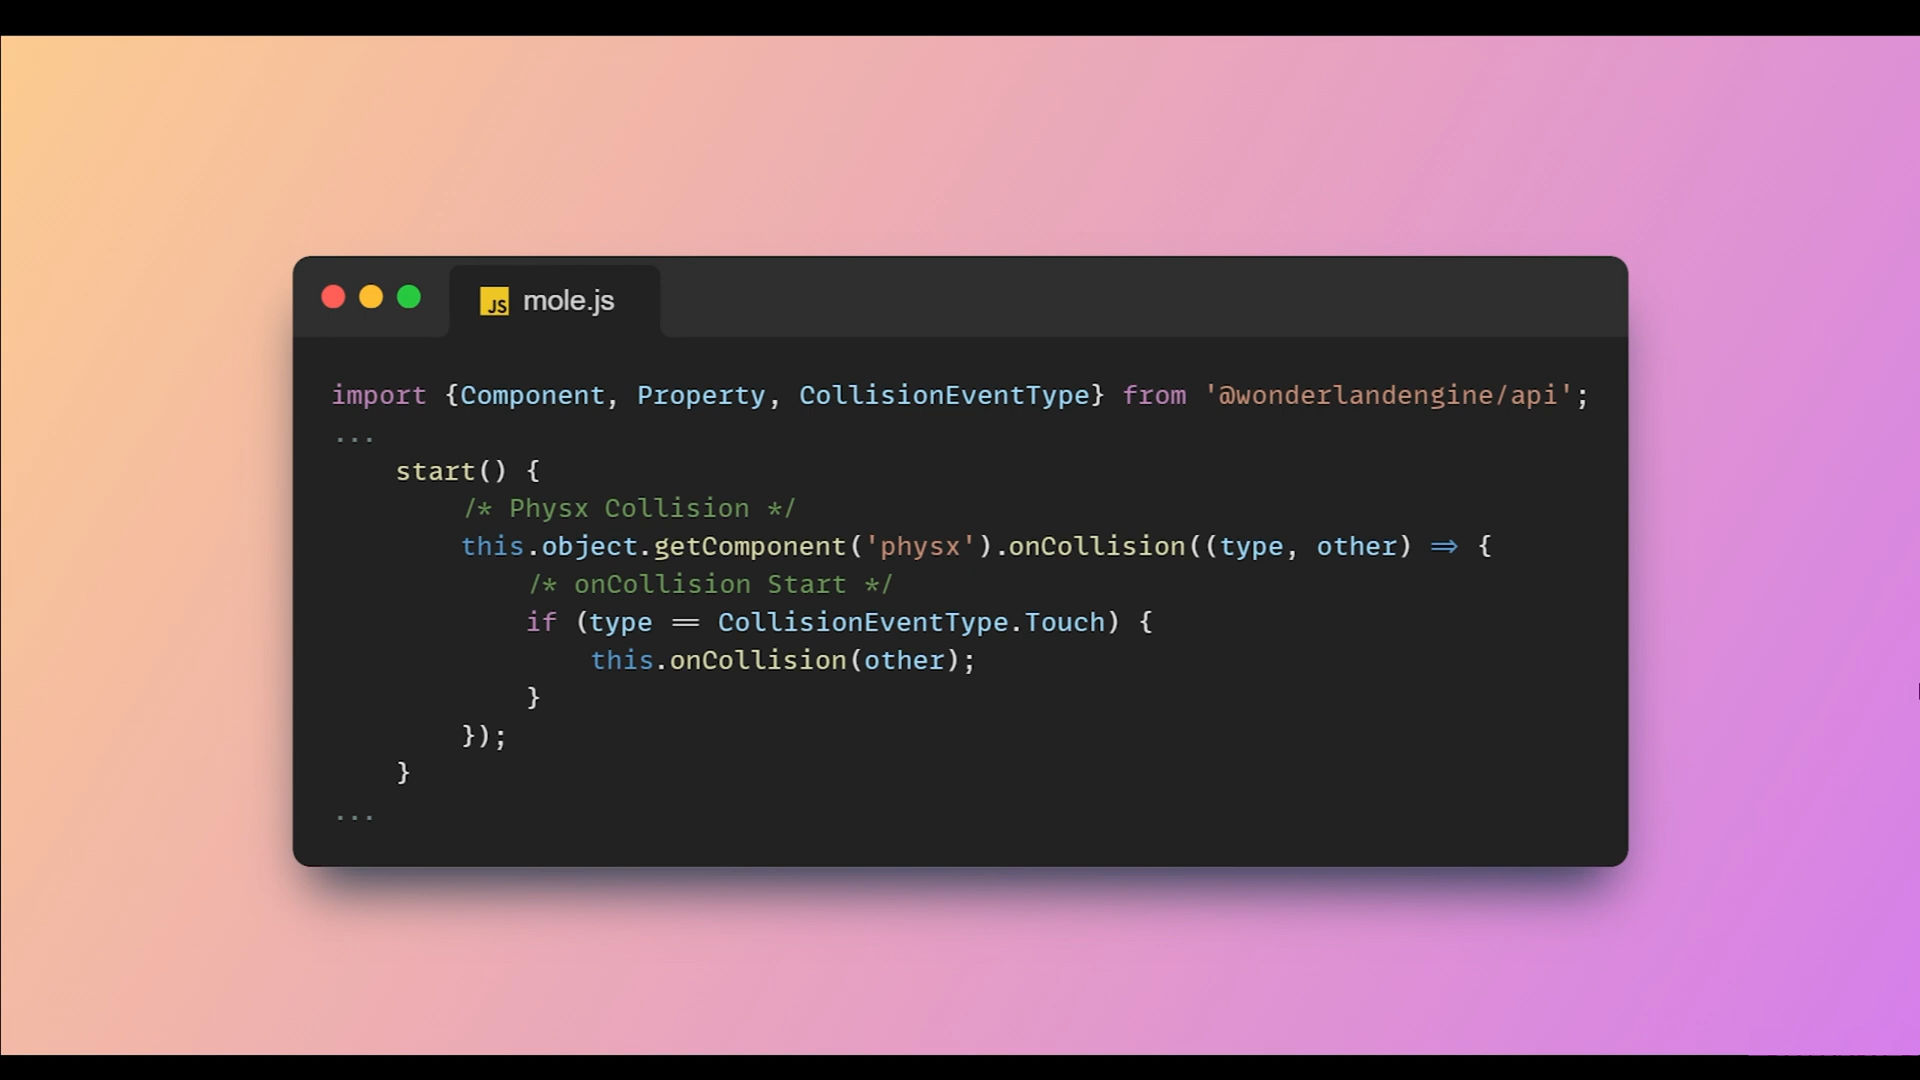 JS mole.js
import {Component, Property, CollisionEventType} from '@wonderlandengine/api';
...
start() {
/* Physx Collision */
this.object.getComponent('physx').onCollision((type, other) => {
/* onCollision Start */
if (type == CollisionEventType.Touch) {
this.onCollision(other);
}
});
}
...